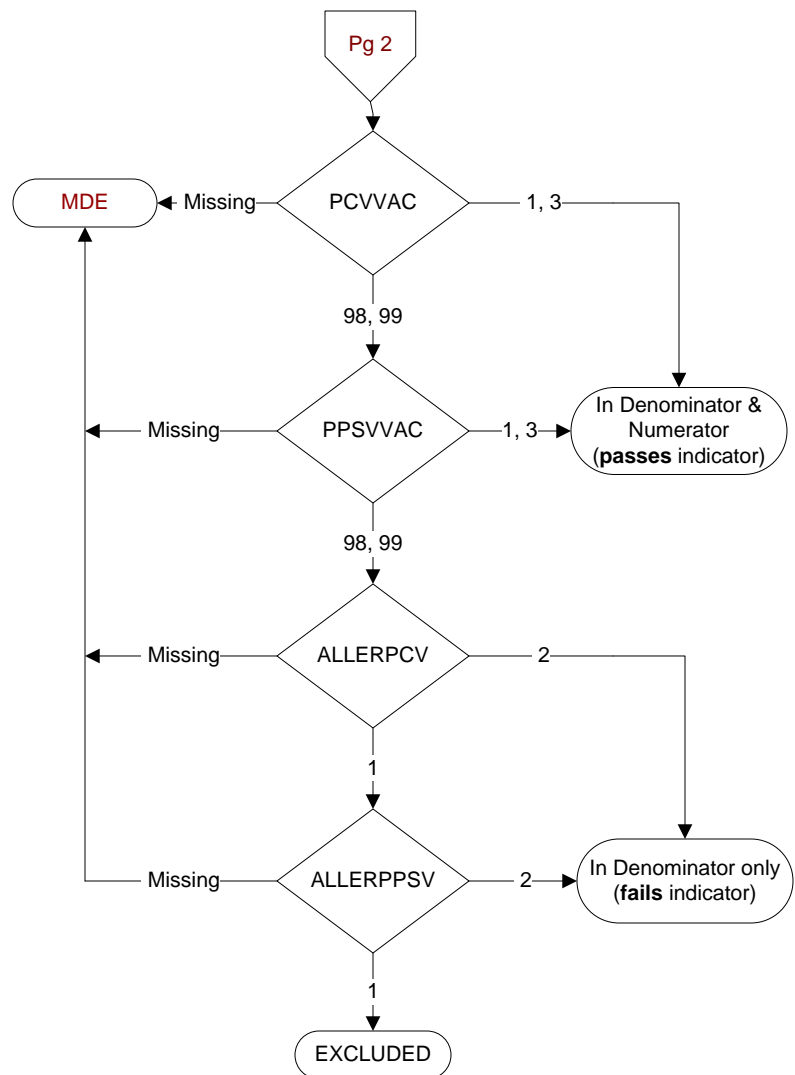 Pg 2
MDE
Missing
PCVVAC
1, 3
98, 99
Missing
PPSVVAC
1, 3
In Denominator &
Numerator
(passes indicator)
98, 99
Missing
ALLERPCV
2
1
Missing
ALLERPPSV
2
In Denominator only
(fails indicator)
1
EXCLUDED